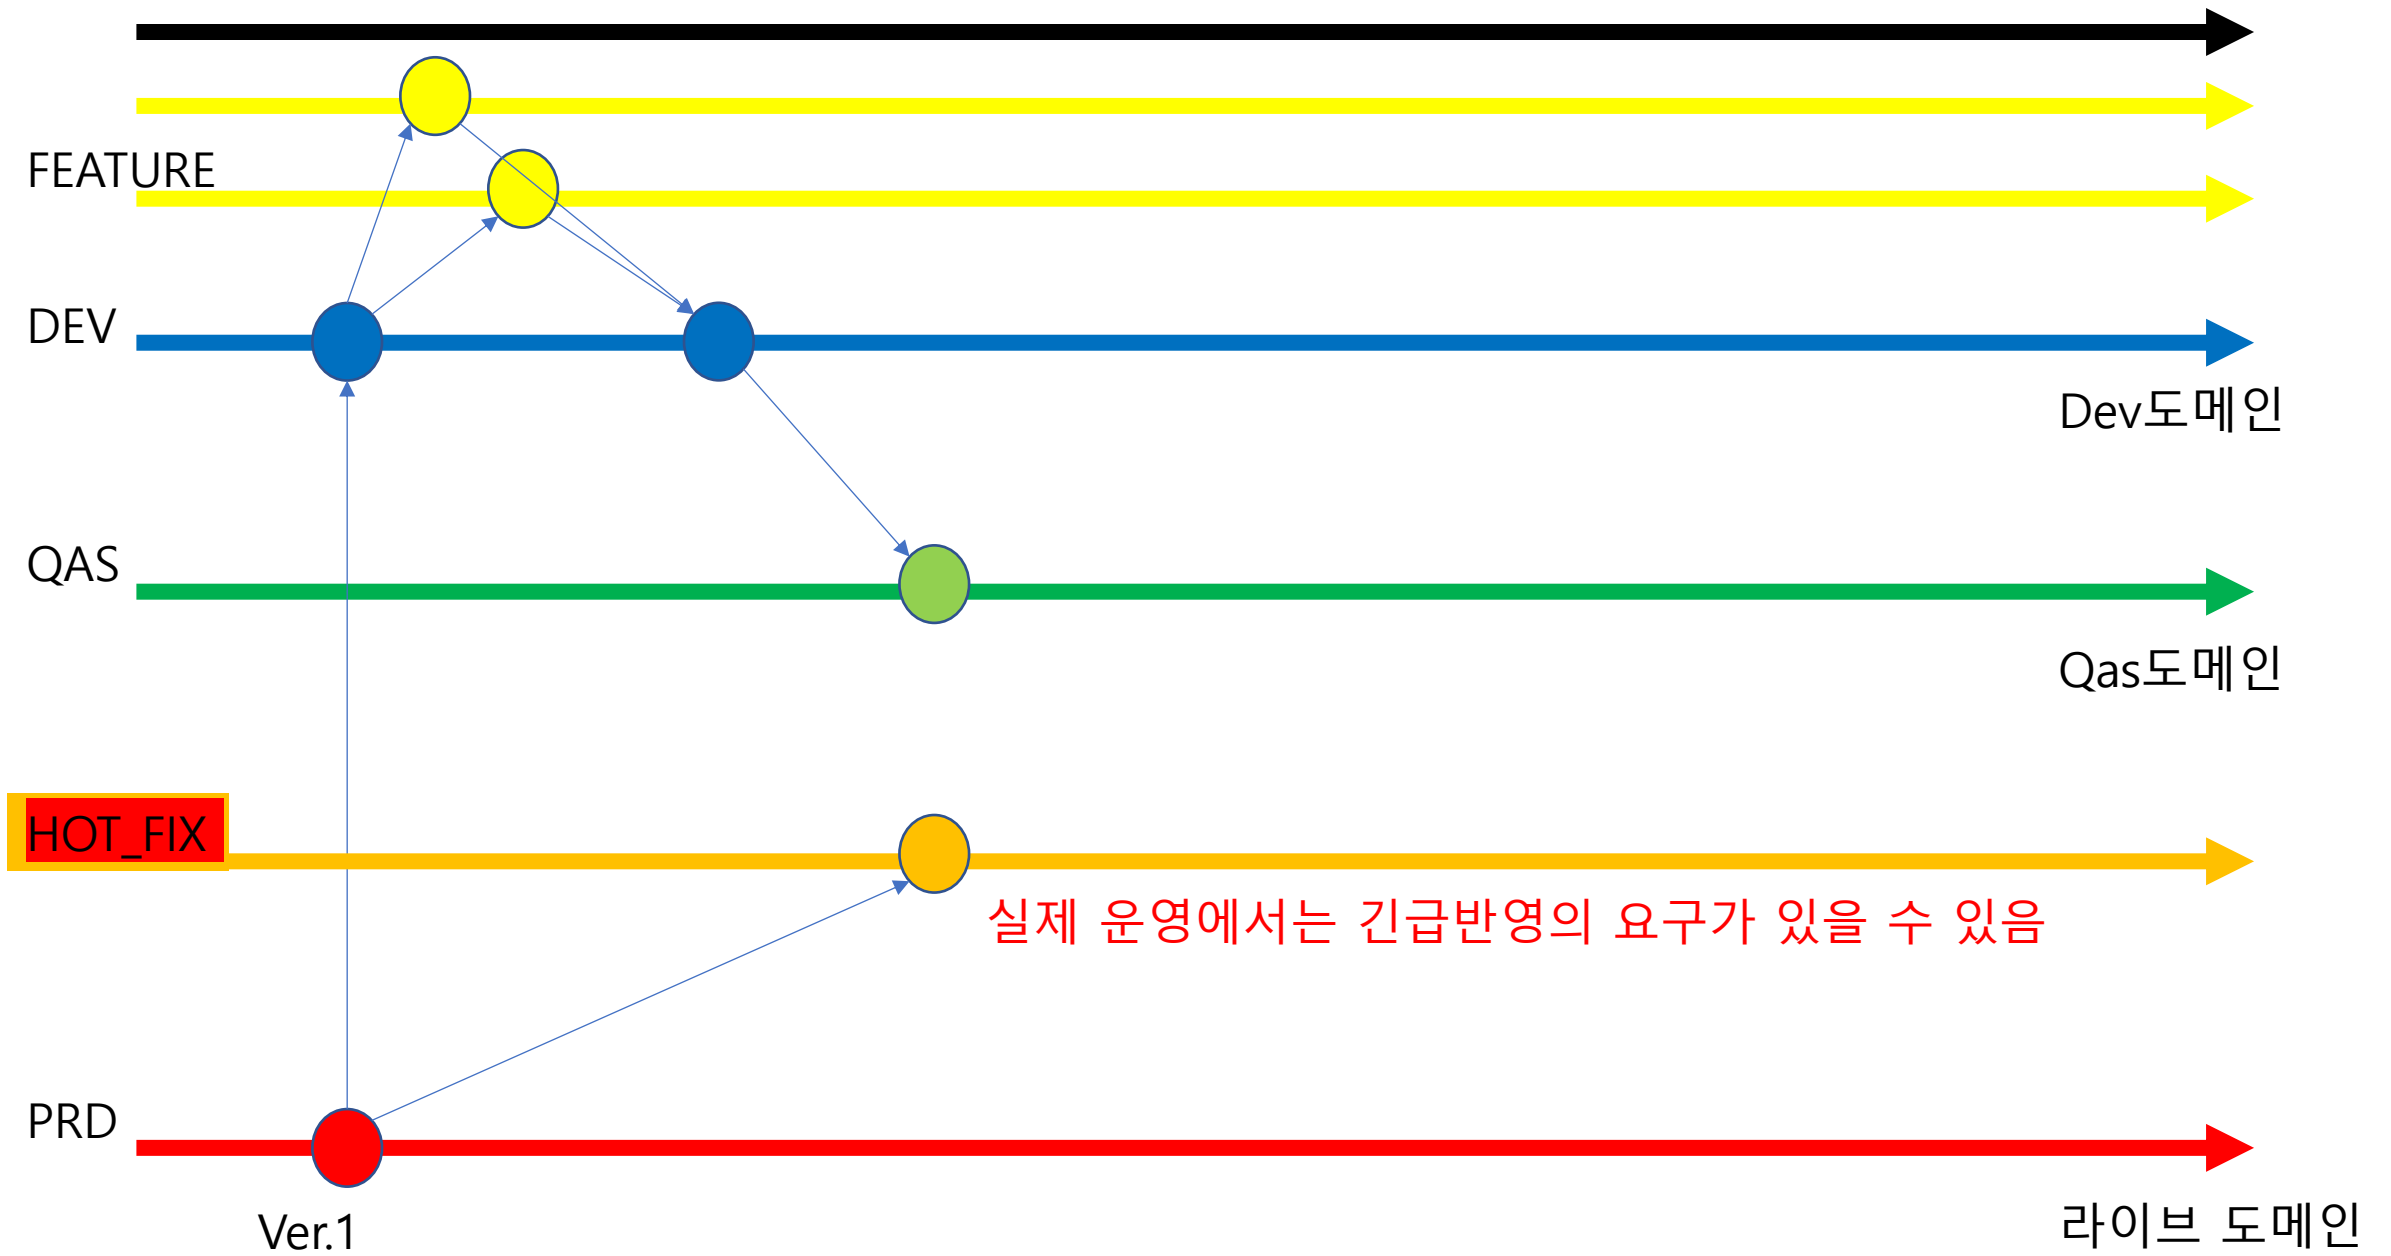 FEATURE
DEV
Dev도메인
QAS
Qas도메인
HOT_FIX
실제 운영에서는 긴급반영의 요구가 있을 수 있음
PRD
Ver.1
라이브 도메인